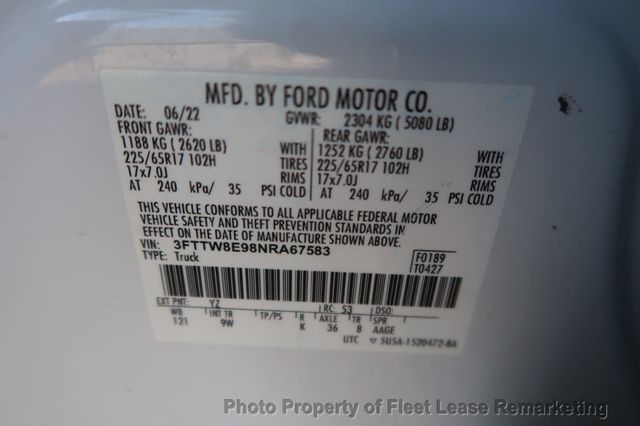 MFD. BY FORD MOTOR CO.
DATE: 06/22 GVWR: 2304 KG ( 5080 LB)
FRONT GAWR: REAR GAWR:
1188 KG ( 2620 LB) WITH 1252 KG ( 2760 LB) WITH
225/65R17 102H TIRES 225/65R17 102H TIRES
17x7.0J RIMS 17x7.0J RIMS
AT 240 kPa/ 35 PSI COLD AT 240 kPa/ 35 PSI COLD
THIS VEHICLE CONFORMS TO ALL APPLICABLE FEDERAL MOTOR
VEHICLE SAFETY AND THEFT PREVENTION STANDARDS IN EFFECT
ON THE DATE OF MANUFACTURE SHOWN ABOVE.
VIN: 3FTTW8E98NRA67583 F0189
TYPE: Truck T0427
EXT PNT: YZ RC: 53 DSO:
WB INT TR TP/PS R AXLE TR SPR
121 9W K 36 8 AAGE
UTC 5U5A-1520472-BA
Photo Property of Fleet Lease Remarketing